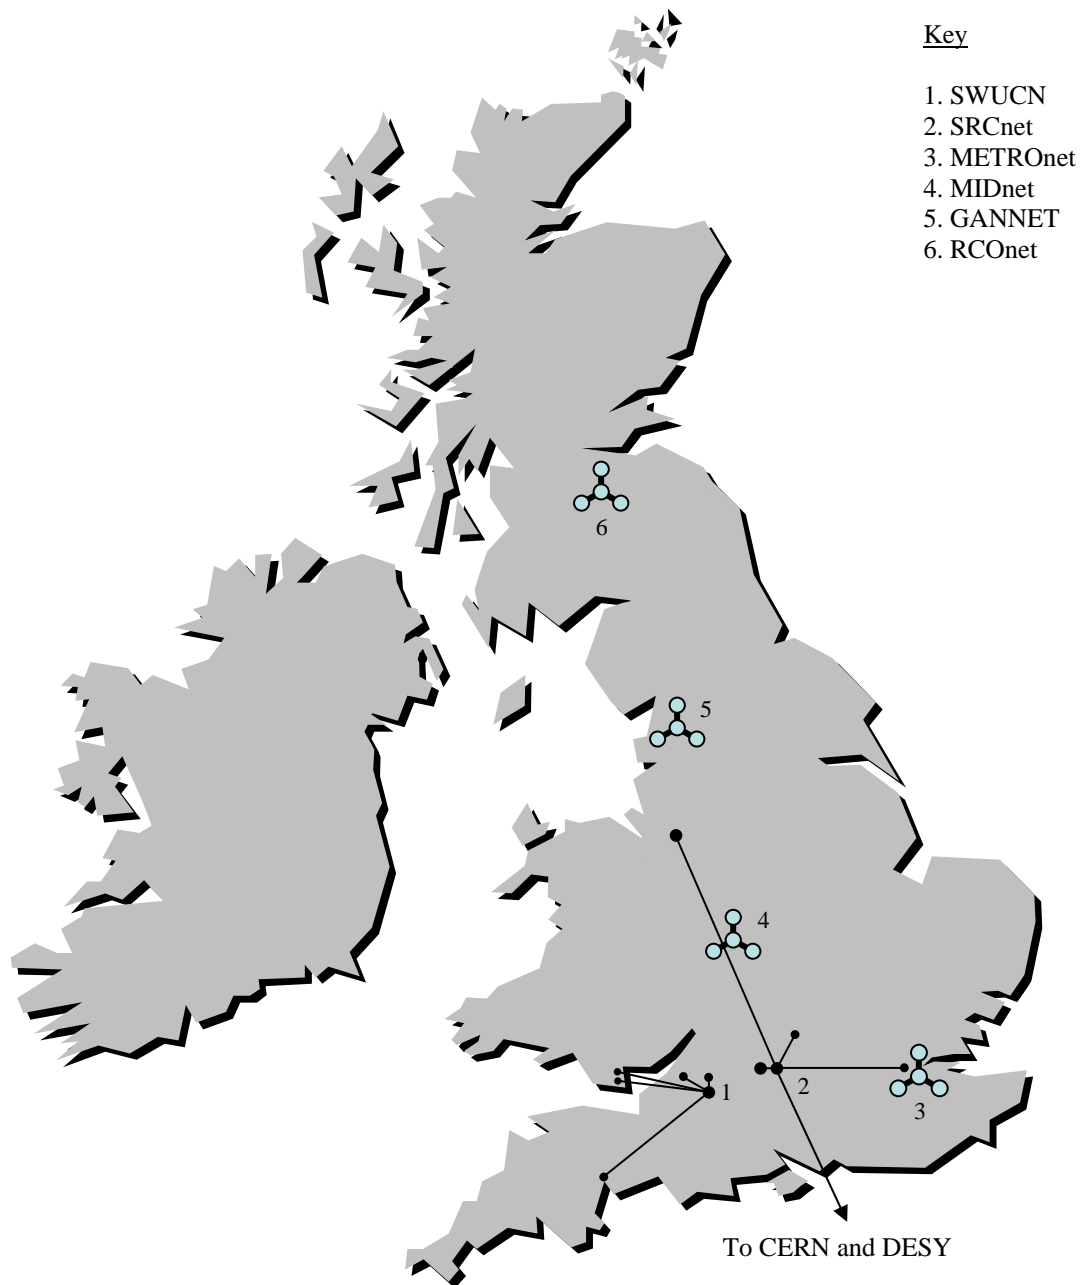 Key
1. SWUCN
2. SRCnet
3. METROnet
4. MIDnet
5. GANNET
6. RCOnet
6
5
4
1
2
3
To CERN and DESY